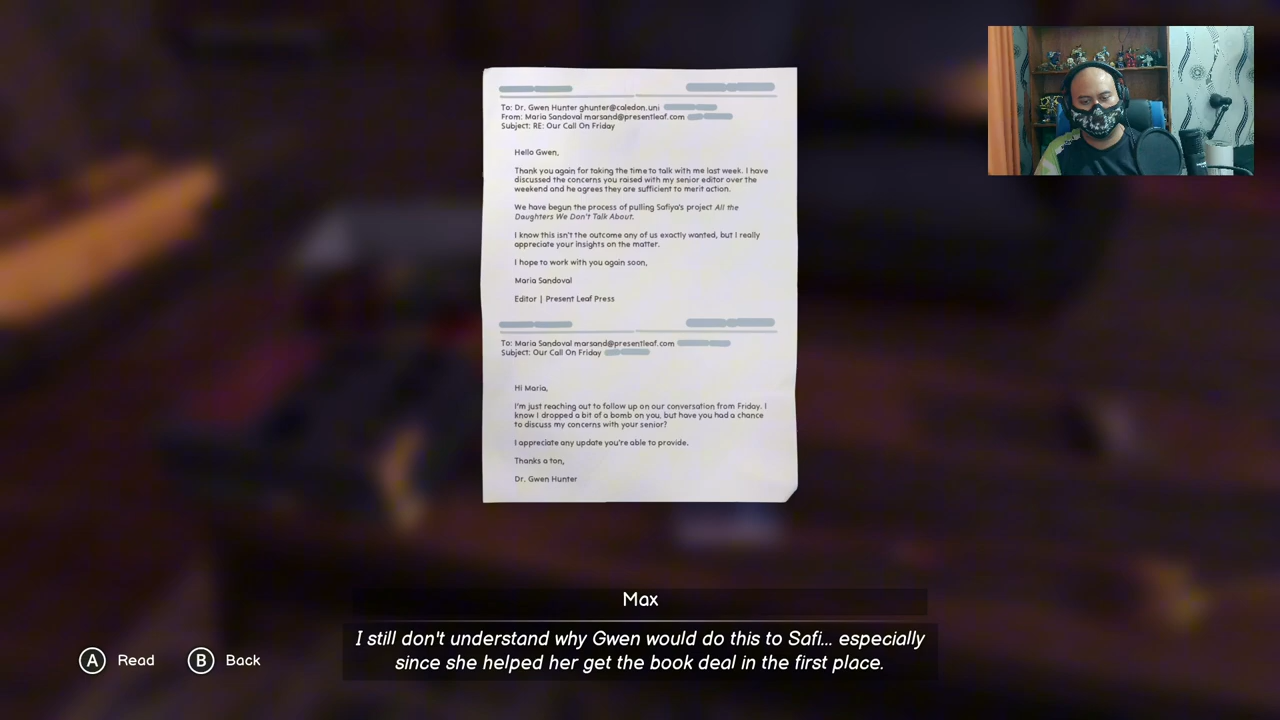 To: Dr. Gwen Hunter ghunter@caledon.uni
From: Maria Sandoval marsand@presentleaf.com
Subject: RE: Our Call On Friday
Hello Gwen,
Thank you again for taking the time to talk with me last week. I have
discussed the concerns you raised with my senior editor over the
weekend and he agrees they are sufficient to merit action.
We have begun the process of pulling Safiya's project All the
Daughters We Don't Talk About.
I know this isn't the outcome any of us exactly wanted, but I really
appreciate your insights on the matter.
I hope to work with you again soon,
Maria Sandoval
Editor | Present Leaf Press
To: Maria Sandoval marsand@presentleaf.com
Subject: Our Call On Friday
Hi Maria,
I'm just reaching out to follow up on our conversation from Friday. I
know I dropped a bit of a bomb on you, but have you had a chance
to discuss my concerns with your senior?
I appreciate any update you're able to provide.
Thanks a ton,
Dr. Gwen Hunter
Max
I still don't understand why Gwen would do this to Safi... especially
since she helped her get the book deal in the first place.
A Read B Back